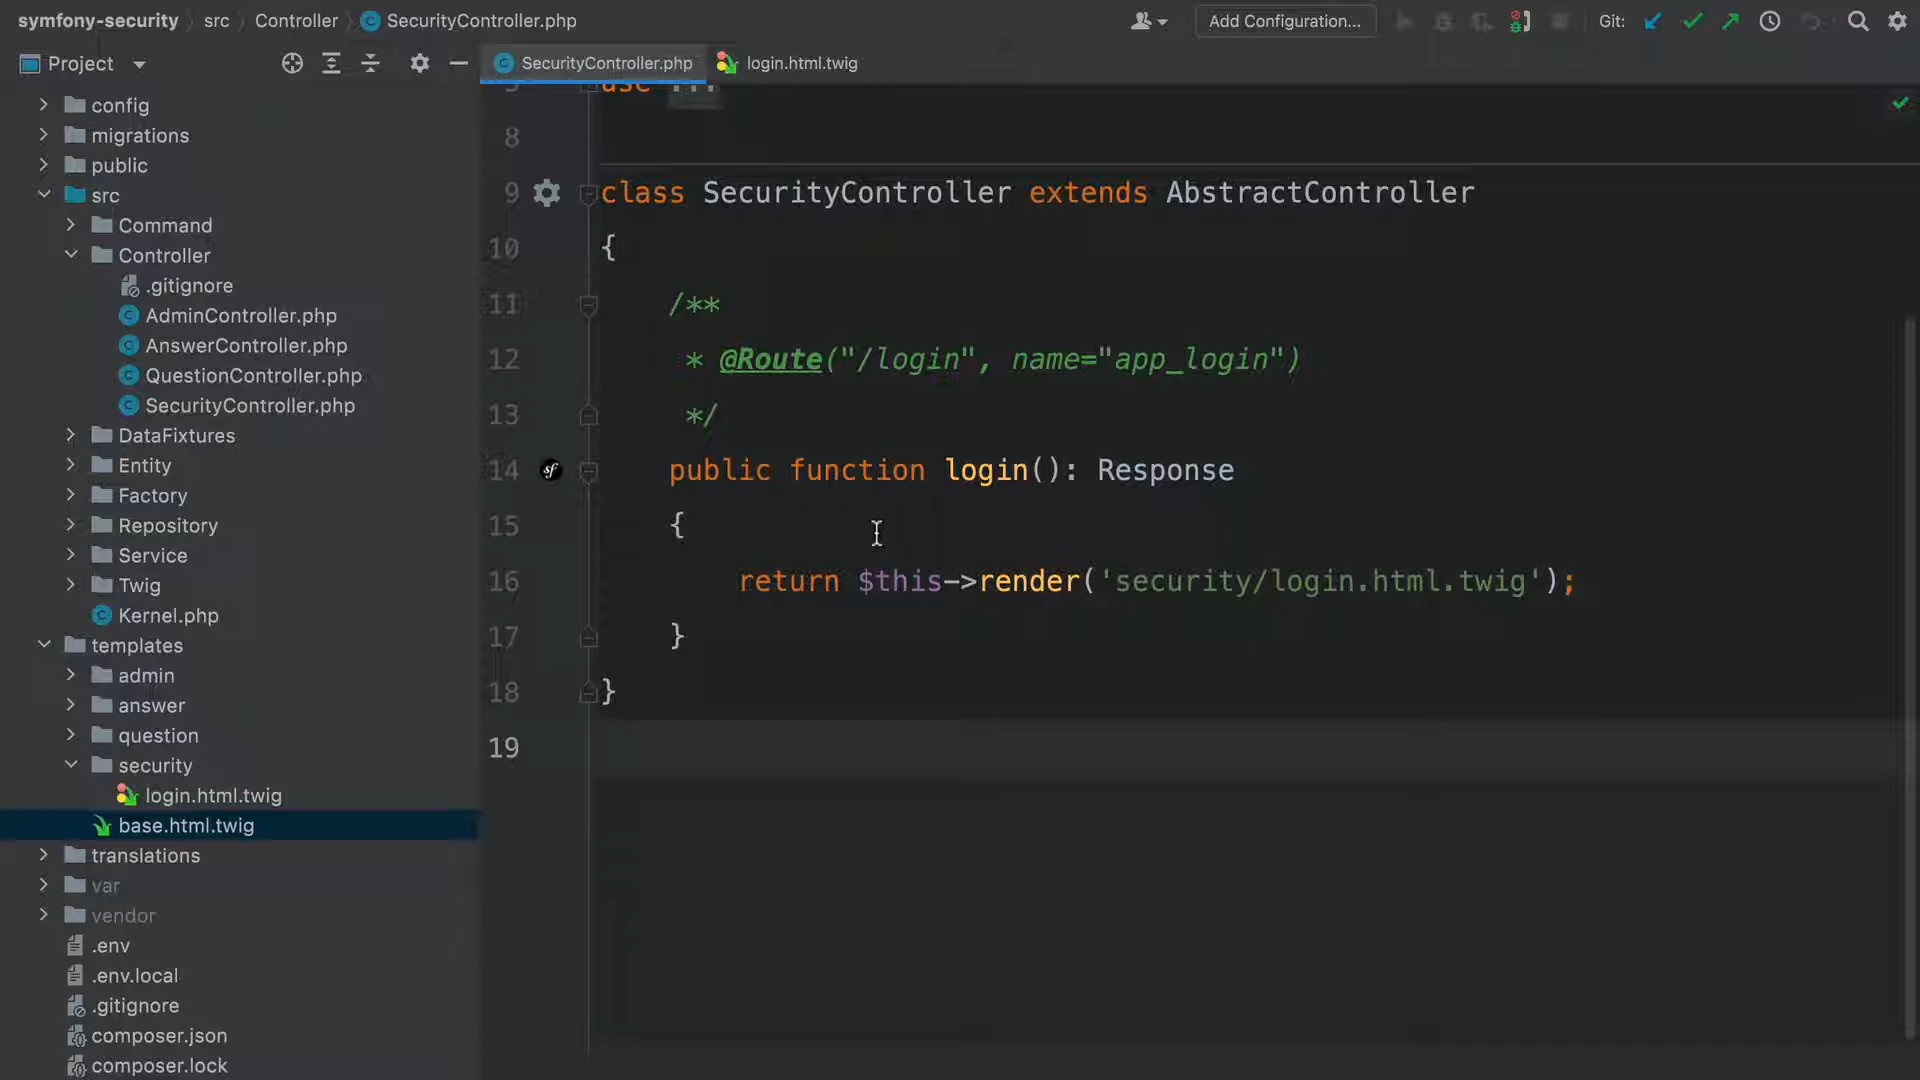 symfony-security src Controller SecurityController.php
Add Configuration...
Git:
Project
SecurityController.php
login.html.twig
config
migrations
public
src
Command
Controller
.gitignore
AdminController.php
AnswerController.php
QuestionController.php
SecurityController.php
DataFixtures
Entity
Factory
Repository
Service
Twig
Kernel.php
templates
admin
answer
question
security
login.html.twig
base.html.twig
translations
var
vendor
.env
.env.local
.gitignore
composer.json
composer.lock
5 use ...
8
9 class SecurityController extends AbstractController
10 {
11 /**
12 * @Route("/login", name="app_login")
13 */
14 public function login(): Response
15 {
16 return $this->render('security/login.html.twig');
17 }
18 }
19